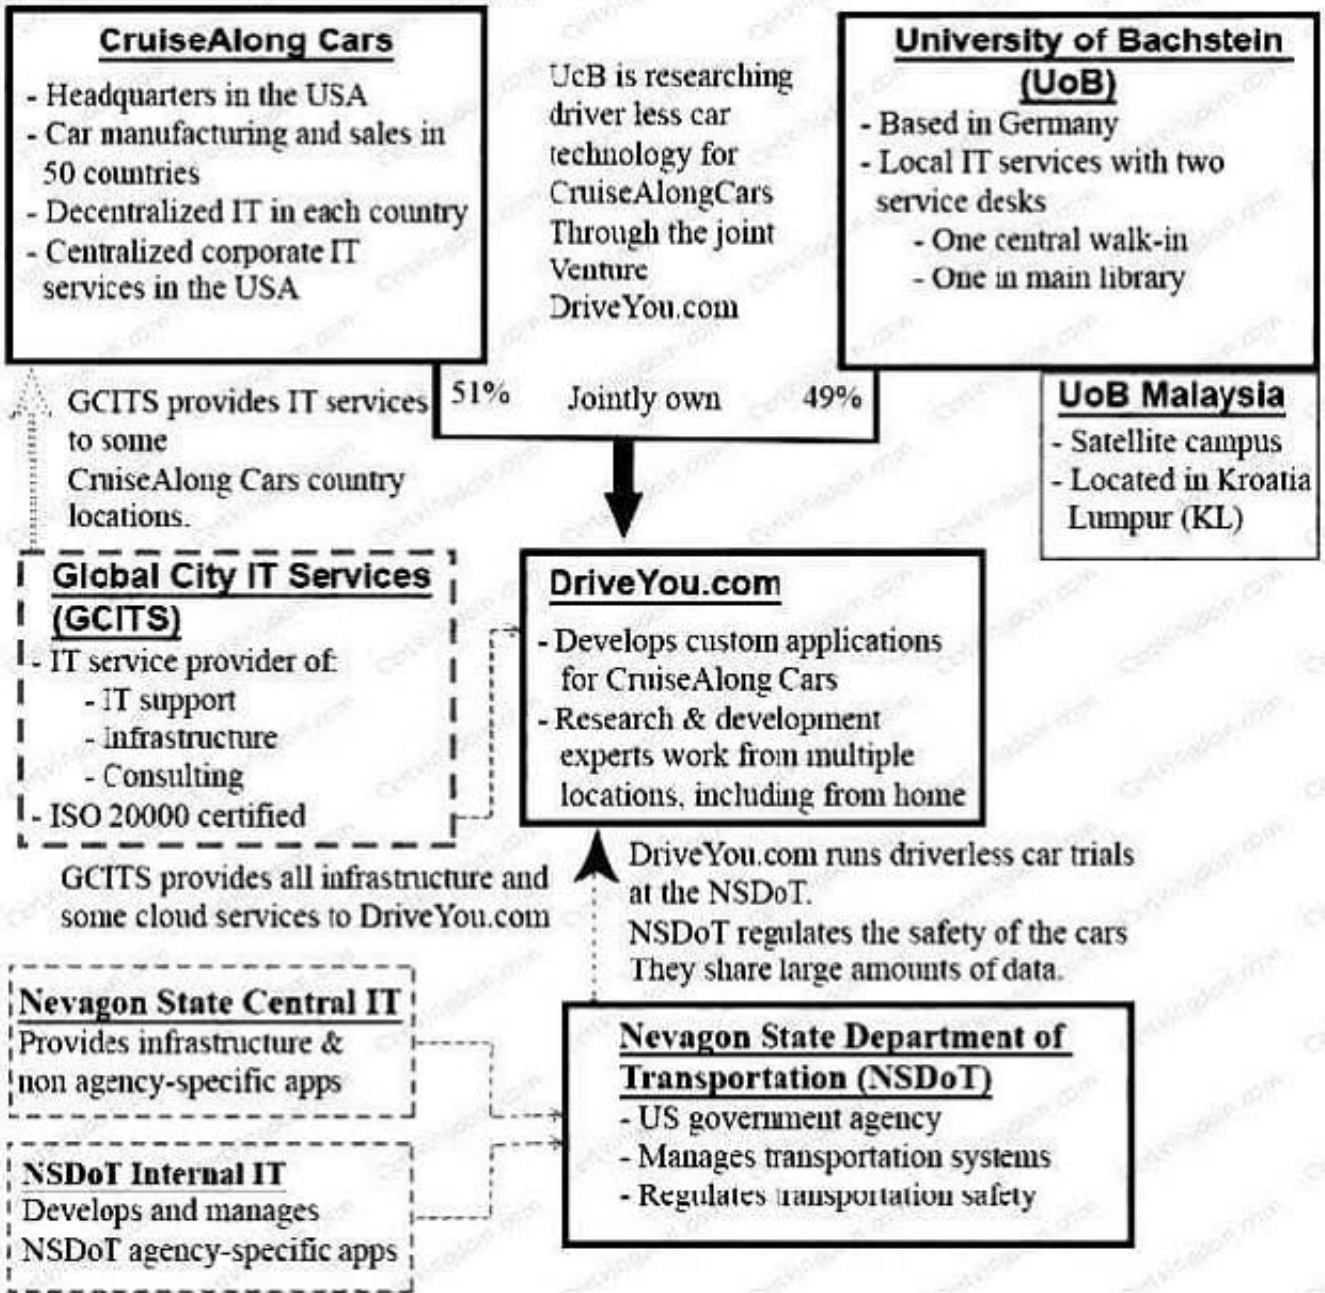 CruiseAlong Cars
- Headquarters in the USA
- Car manufacturing and sales in
50 countries
- Decentralized IT in each country
- Centralized corporate IT
services in the USA
UcB is researching
driver less car
technology for
CruiseAlongCars
Through the joint
Venture
DriveYou.com
University of Bachstein
(UoB)
- Based in Germany
- Local IT services with two
service desks
- One central walk-in
- One in main library
51% Jointly own 49%
UoB Malaysia
- Satellite campus
- Located in Kroatia
Lumpur (KL)
GCITS provides IT services
to some
CruiseAlong Cars country
locations.
Global City IT Services
(GCITS)
- IT service provider of:
- IT support
- Infrastructure
- Consulting
- ISO 20000 certified
DriveYou.com
- Develops custom applications
for CruiseAlong Cars
- Research & development
experts work from multiple
locations, including from home
GCITS provides all infrastructure and
some cloud services to DriveYou.com
DriveYou.com runs driverless car trials
at the NSDoT.
NSDoT regulates the safety of the cars
They share large amounts of data.
Nevagon State Central IT
Provides infrastructure &
non agency-specific apps
NSDoT Internal IT
Develops and manages
NSDoT agency-specific apps
Nevagon State Department of
Transportation (NSDoT)
- US government agency
- Manages transportation systems
- Regulates transportation safety